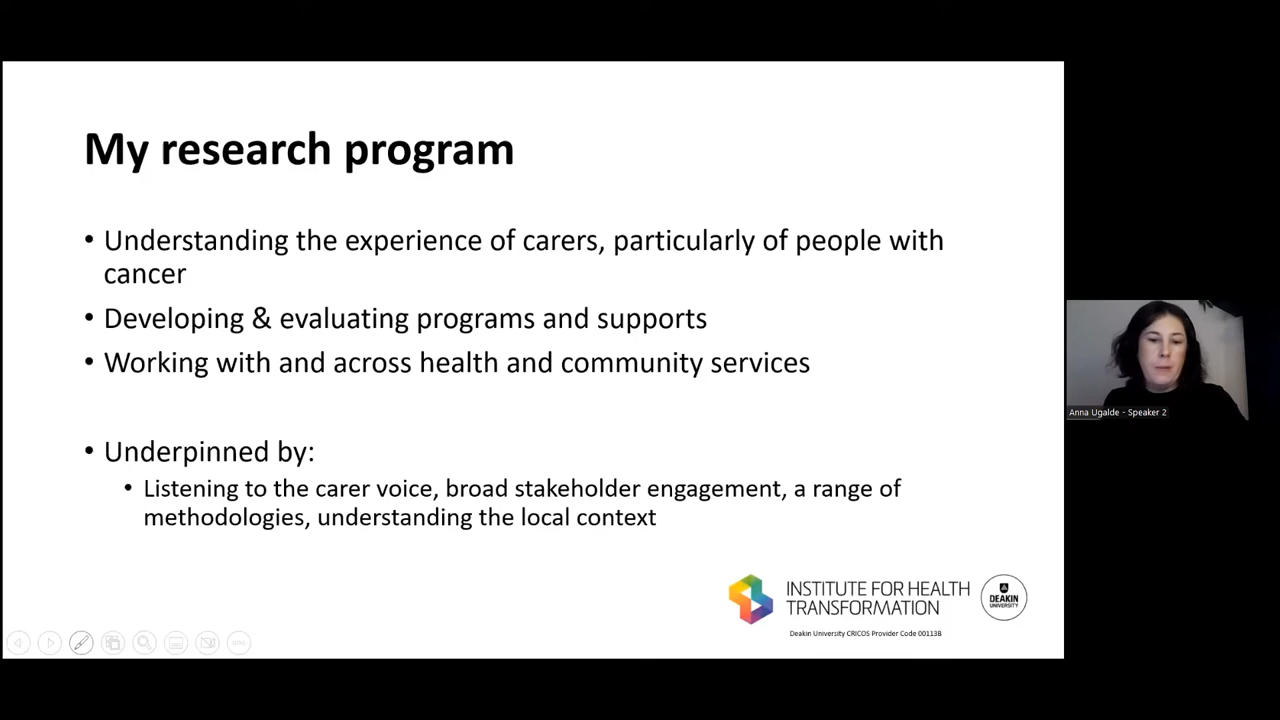 My research program
• Understanding the experience of carers, particularly of people with
cancer
• Developing & evaluating programs and supports
• Working with and across health and community services
• Underpinned by:
• Listening to the carer voice, broad stakeholder engagement, a range of
methodologies, understanding the local context
INSTITUTE FOR HEALTH
TRANSFORMATION
DEAKIN
UNIVERSITY
Deakin University CRICOS Provider Code 00113B
Anna Ugalde - Speaker 2